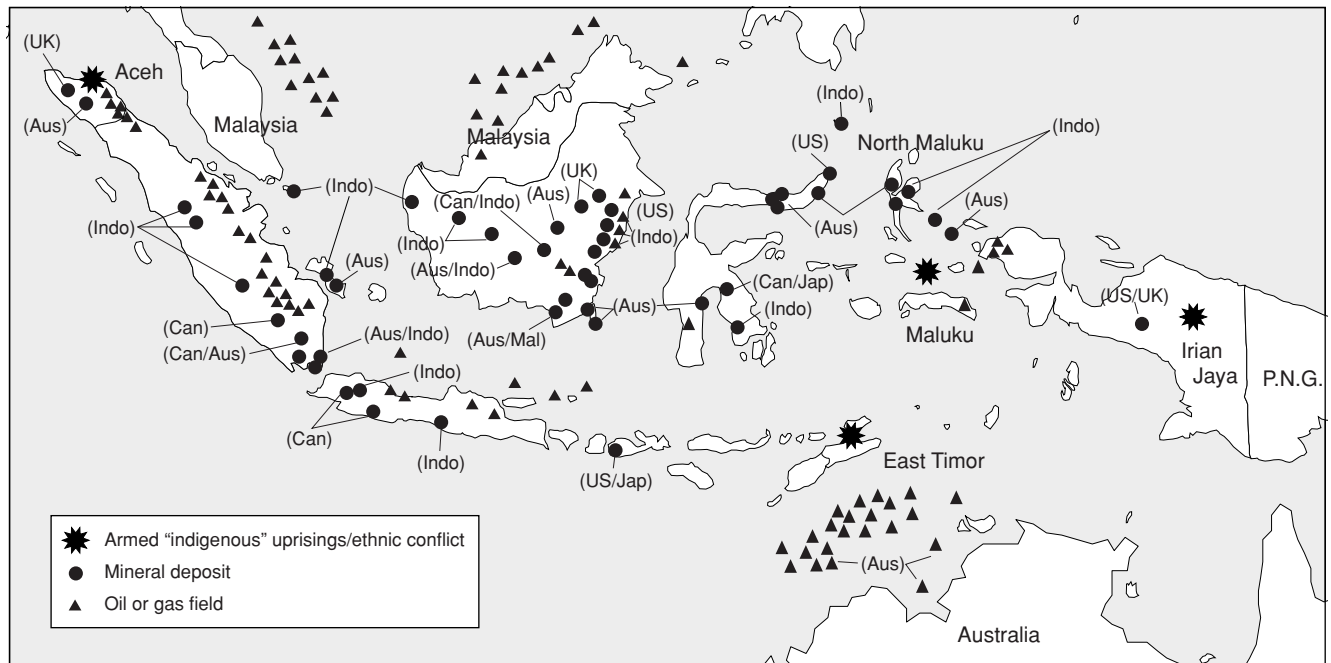 (UK)
Aceh
(Aus)
Malaysia
Malaysia
(Indo)
North Maluku
(Indo)
(US)
(UK)
(Indo)
(Can/Indo)
(Aus)
(US)
(Aus)
(Aus)
(Indo)
(Indo)
(Indo)
(Aus/Indo)
(Aus)
(Can/Jap)
(US/UK)
(Aus)
(Indo)
(Can)
(Aus/Indo)
(Aus/Mal)
Maluku
Irian
Jaya
(Can/Aus)
(Indo)
P.N.G.
(Can)
(Indo)
(US/Jap)
East Timor
Armed “indigenous” uprisings/ethnic conflict
Mineral deposit
Oil or gas field
(Aus)
Australia